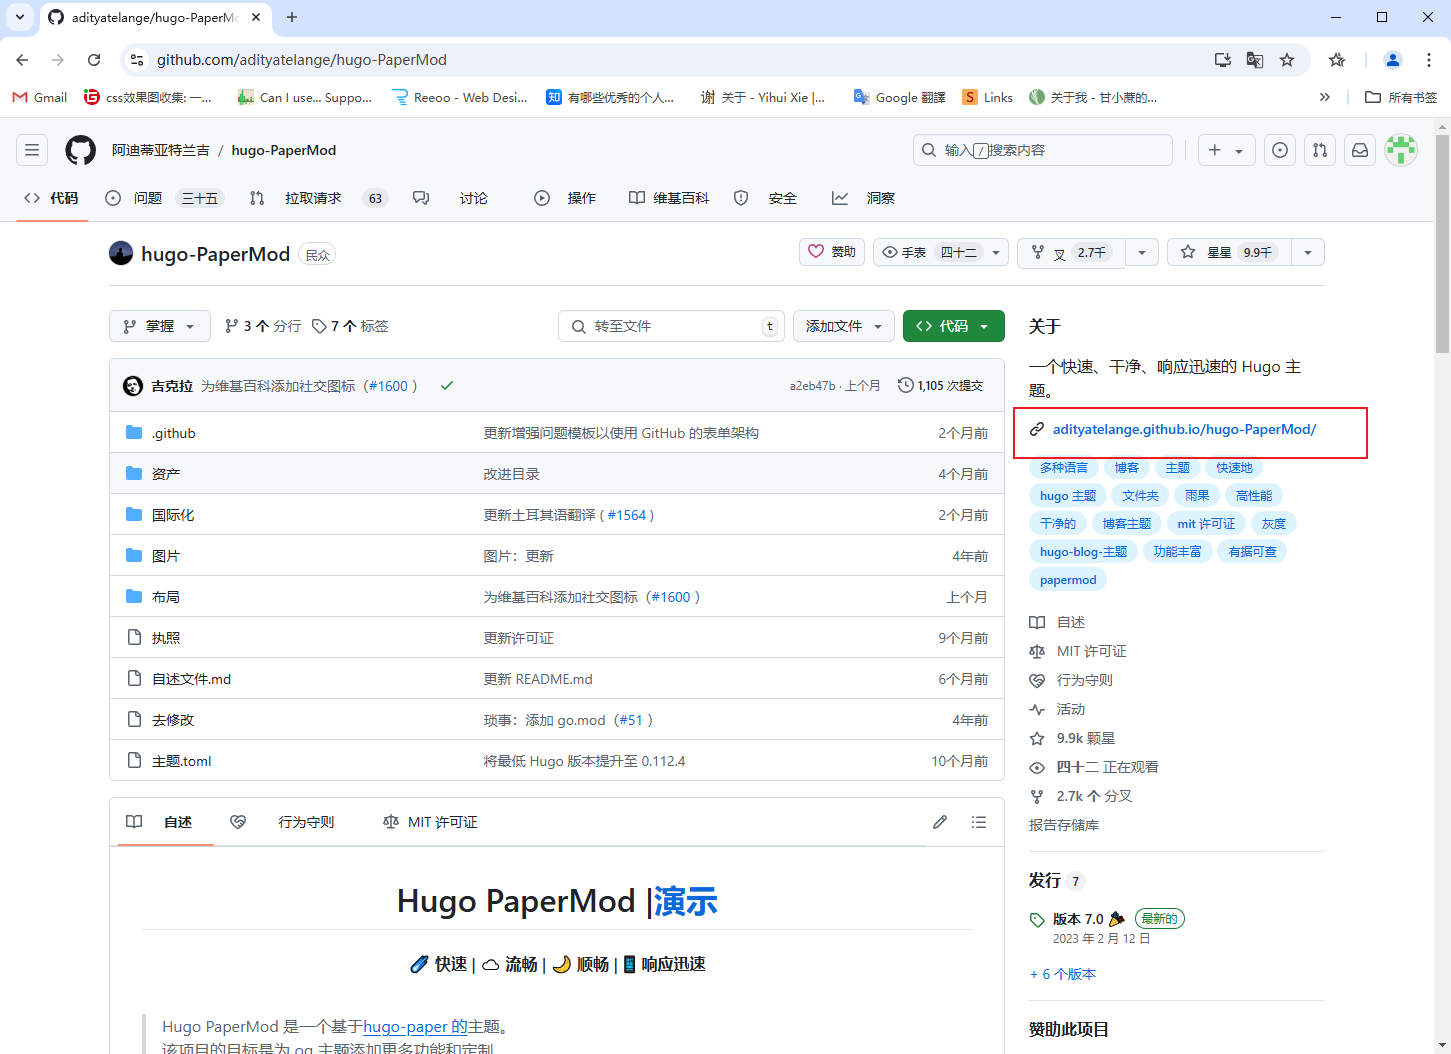 adityatelange/hugo-PaperMo
github.com/adityatelange/hugo-PaperMod
Gmail
css效果图收集: 一...
Can I use... Suppo...
Reeoo - Web Desi...
知 有哪些优秀的个人...
谢 关于 - Yihui Xie |...
Google 翻譯
S Links
关于我 - 甘小蔗的...
所有书签
阿迪蒂亚特兰吉 / hugo-PaperMod
输入 / 搜索内容
代码
问题 三十五
拉取请求 63
讨论
操作
维基百科
安全
洞察
hugo-PaperMod 民众
赞助
手表 四十二
叉 2.7千
星星 9.9千
掌握
3 个 分行
7 个 标签
转至文件 t
添加文件
代码
吉克拉 为维基百科添加社交图标（#1600 ）
a2eb47b · 上个月
1,105 次提交
.github 更新增强问题模板以使用 GitHub 的表单架构 2个月前
资产 改进目录 4个月前
国际化 更新土耳其语翻译 ( #1564 ) 2个月前
图片 图片：更新 4年前
布局 为维基百科添加社交图标（#1600 ） 上个月
执照 更新许可证 9个月前
自述文件.md 更新 README.md 6个月前
去修改 琐事：添加 go.mod（#51 ） 4年前
主题.toml 将最低 Hugo 版本提升至 0.112.4 10个月前
自述
行为守则
MIT 许可证
Hugo PaperMod |演示
快速 | 流畅 | 顺畅 | 响应迅速
Hugo PaperMod 是一个基于hugo-paper 的主题。
该项目的目标是为 og 主题添加更多功能和定制
关于
一个快速、干净、响应迅速的 Hugo 主
题。
adityatelange.github.io/hugo-PaperMod/
多种语言 博客 主题 快速地
hugo 主题 文件夹 雨果 高性能
干净的 博客主题 mit 许可证 灰度
hugo-blog-主题 功能丰富 有据可查
papermod
自述
MIT 许可证
行为守则
活动
9.9k 颗星
四十二 正在观看
2.7k 个 分叉
报告存储库
发行 7
版本 7.0 最新的
2023 年 2 月 12 日
+ 6 个版本
赞助此项目